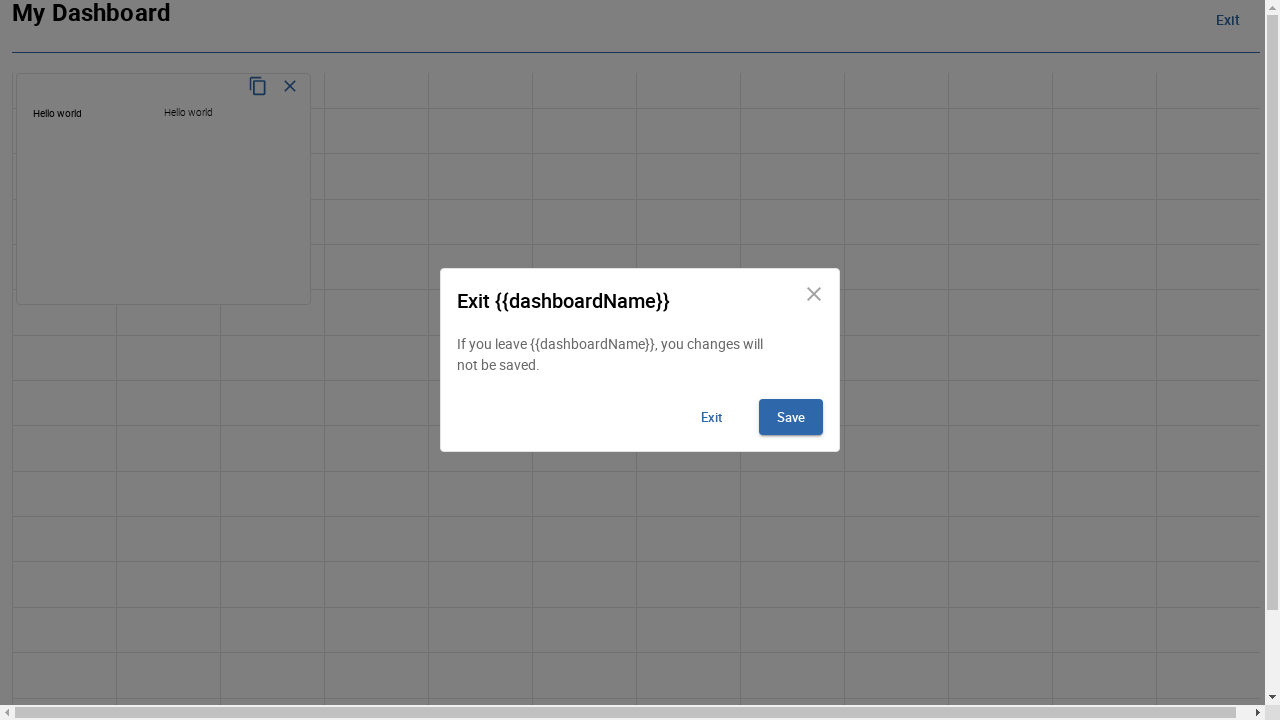 My Dashboard
Exit
Hello world
Hello world
Exit {{dashboardName}}
If you leave {{dashboardName}}, you changes will
not be saved.
Exit
Save